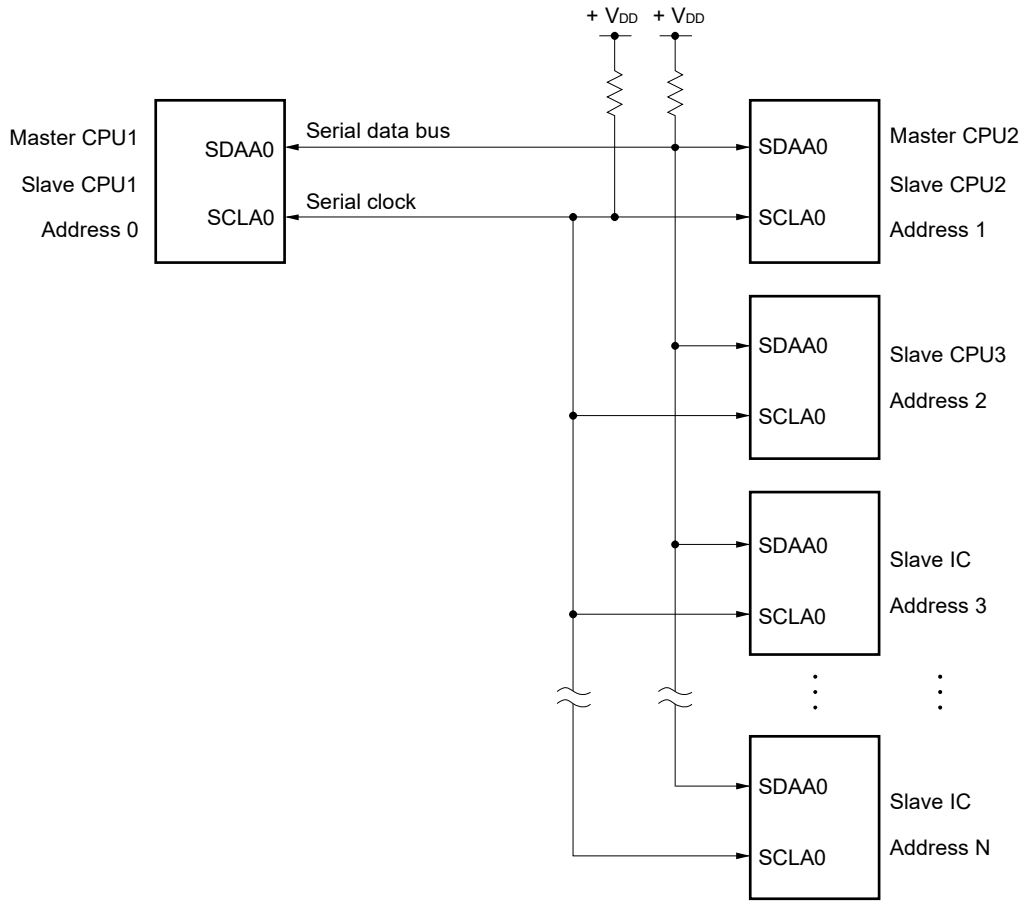 + VDD + VDD
Master CPU1
Slave CPU1
Address 0
SDAA0
SCLA0
Serial data bus
Serial clock
SDAA0
SCLA0
Master CPU2
Slave CPU2
Address 1
SDAA0
SCLA0
Slave CPU3
Address 2
SDAA0
SCLA0
Slave IC
Address 3
SDAA0
SCLA0
Slave IC
Address N